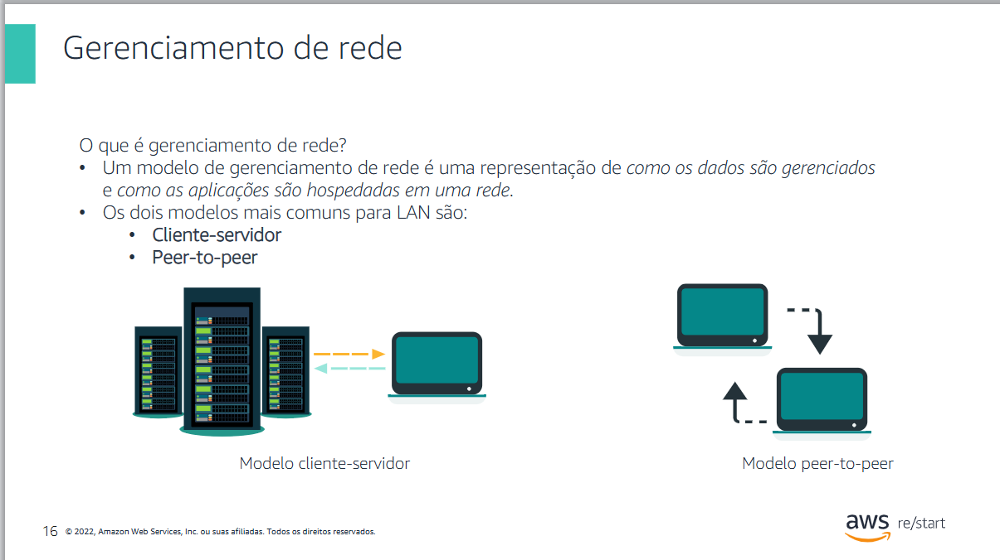 Gerenciamento de rede
O que é gerenciamento de rede?
• Um modelo de gerenciamento de rede é uma representação de como os dados são gerenciados
e como as aplicações são hospedadas em uma rede.
• Os dois modelos mais comuns para LAN são:
• Cliente-servidor
• Peer-to-peer
Modelo cliente-servidor
Modelo peer-to-peer
16 © 2022, Amazon Web Services, Inc. ou suas afiliadas. Todos os direitos reservados.
aws re/start